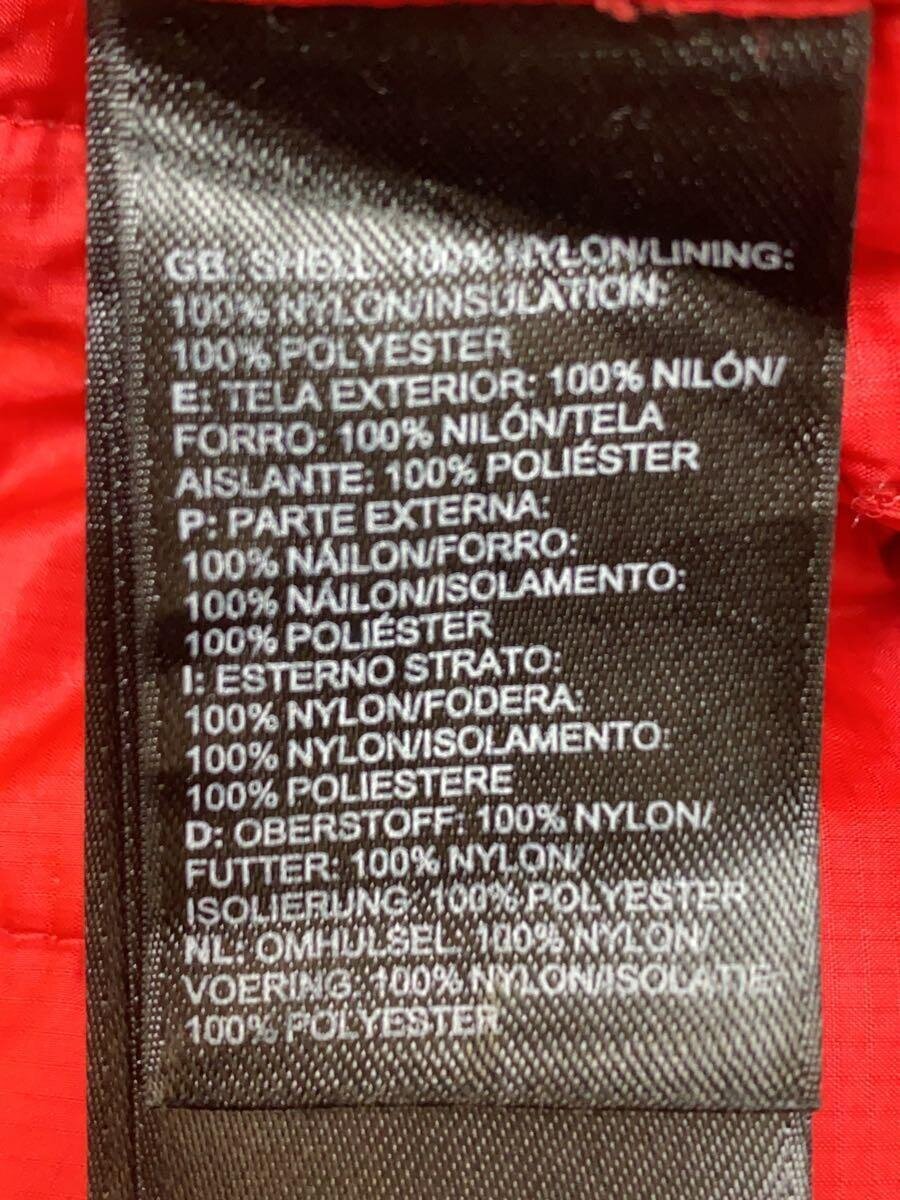 GB: SHELL: 100% NYLON/LINING:
100% NYLON/INSULATION:
100% POLYESTER
E: TELA EXTERIOR: 100% NILÓN/
FORRO: 100% NILÓN/TELA
AISLANTE: 100% POLIÉSTER
P: PARTE EXTERNA:
100% NÁILON/FORRO:
100% NÁILON/ISOLAMENTO:
100% POLIÉSTER
I: ESTERNO STRATO:
100% NYLON/FODERA:
100% NYLON/ISOLAMENTO:
100% POLIESTERE
D: OBERSTOFF: 100% NYLON/
FUTTER: 100% NYLON/
ISOLIERUNG: 100% POLYESTER
NL: OMHULSEL: 100% NYLON/
VOERING: 100% NYLON/ISOLATIE:
100% POLYESTER